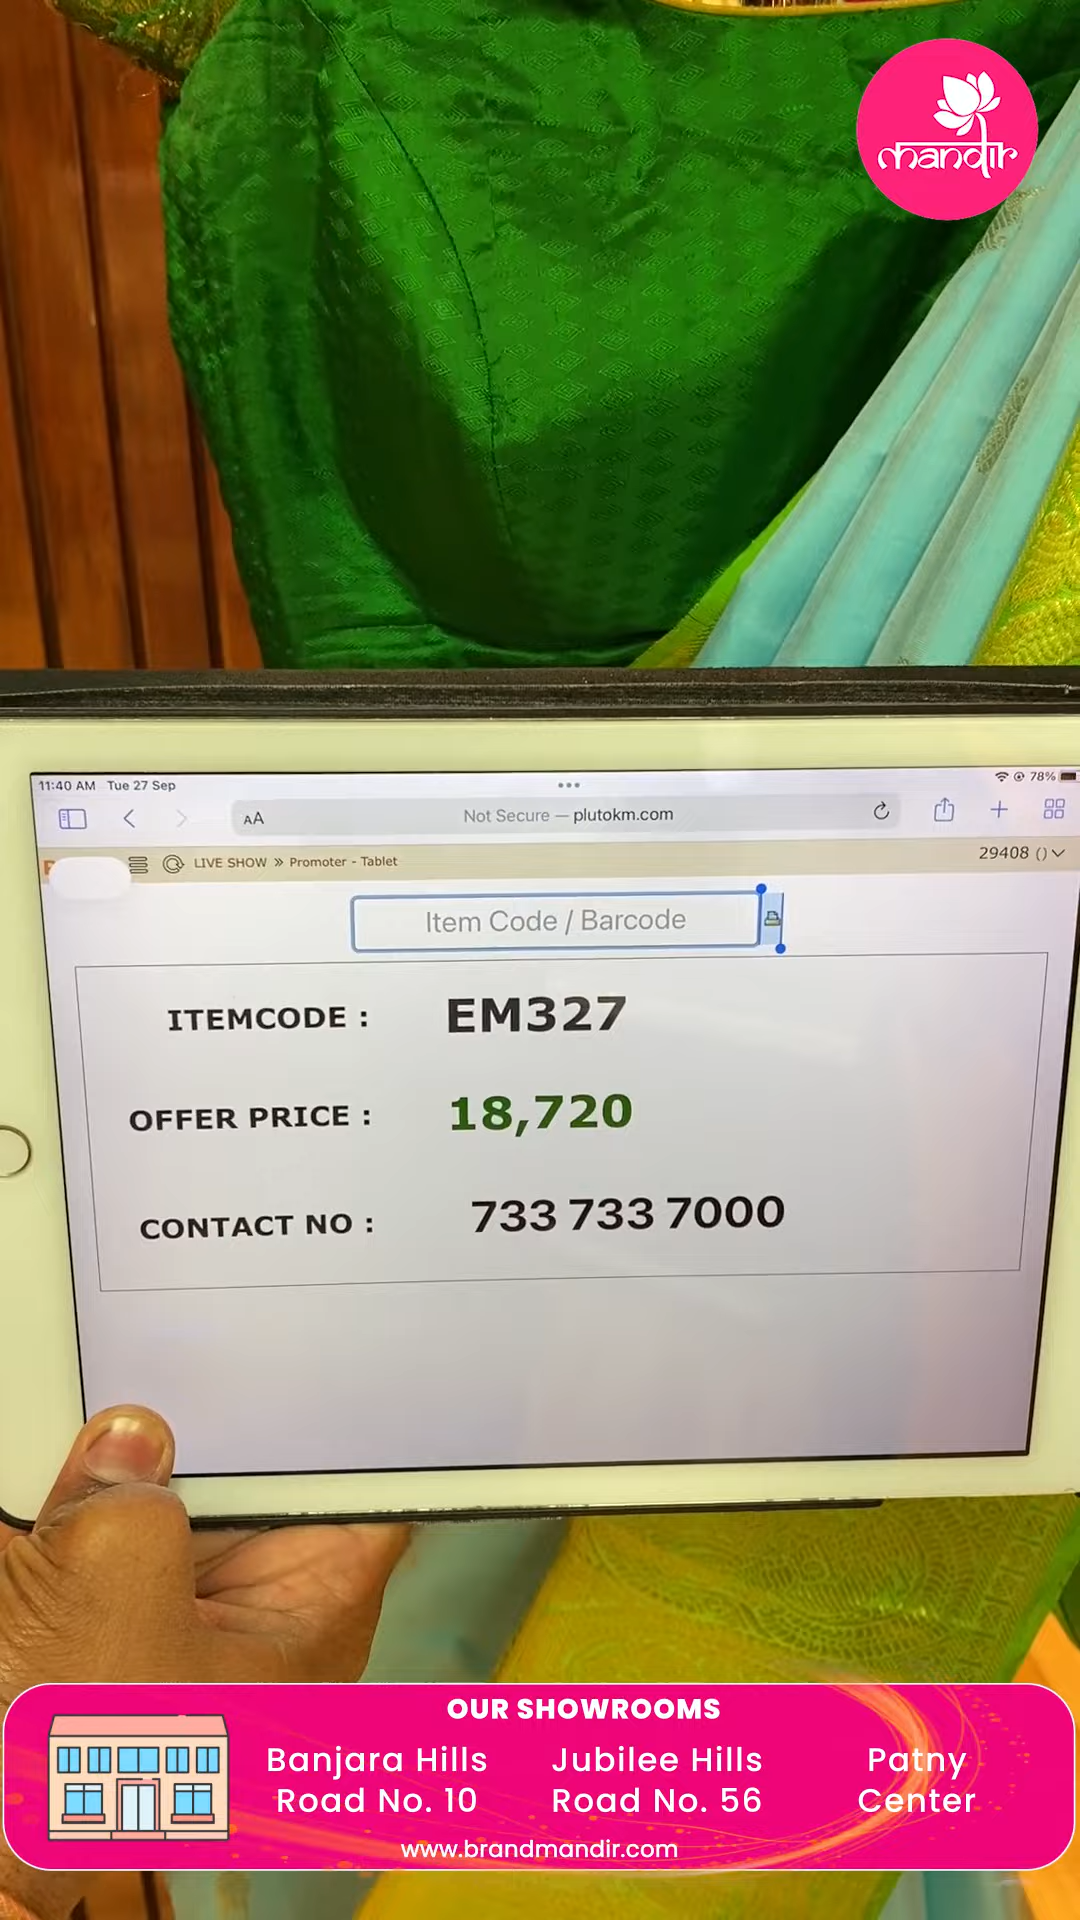 mandir
11:40 AM Tue 27 Sep
78%
AA
Not Secure — plutokm.com
LIVE SHOW » Promoter - Tablet
29408 ()
Item Code / Barcode
ITEMCODE : EM327
OFFER PRICE : 18,720
CONTACT NO : 733 733 7000
OUR SHOWROOMS
Banjara Hills Jubilee Hills Patny
Road No. 10 Road No. 56 Center
www.brandmandir.com